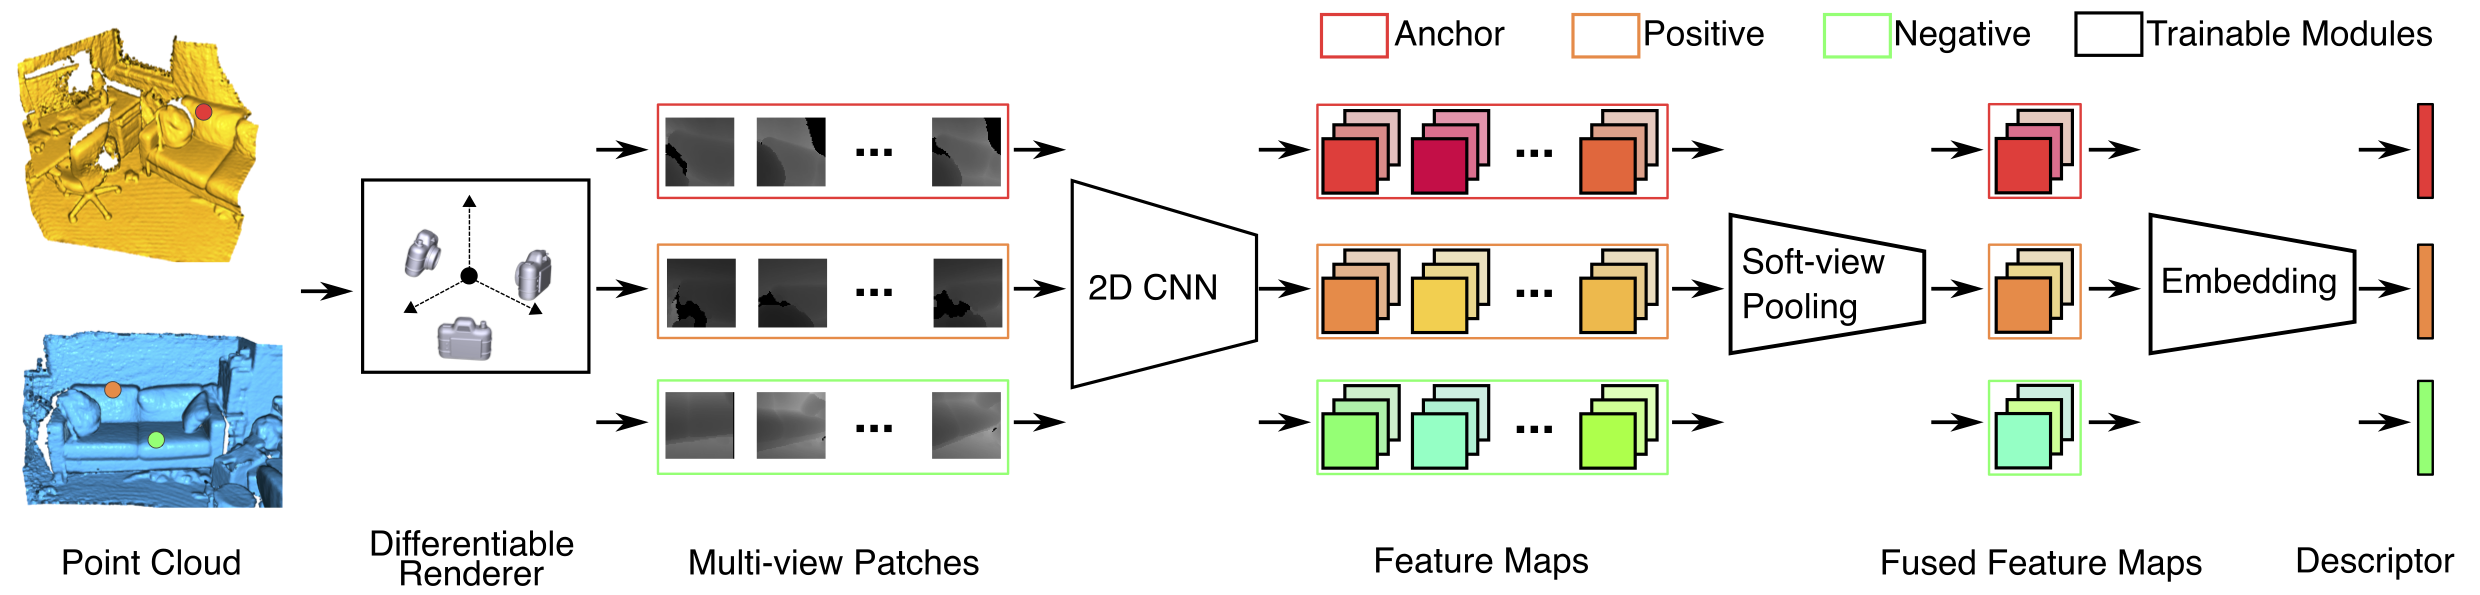 Anchor
Positive
Negative
Trainable Modules
2D CNN
Soft-view
Pooling
Embedding
Point Cloud
Differentiable
Renderer
Multi-view Patches
Feature Maps
Fused Feature Maps
Descriptor